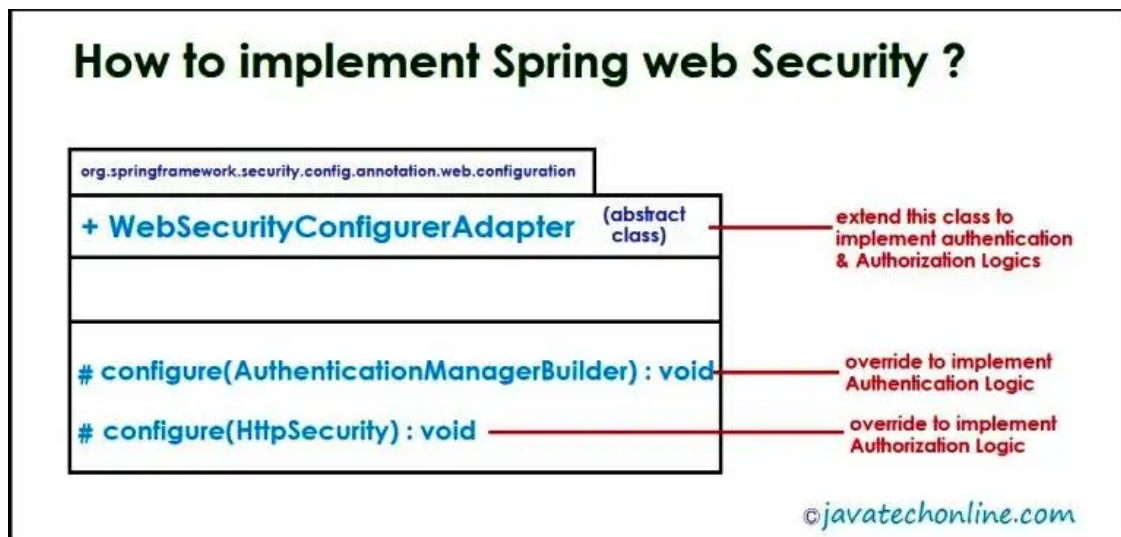 How to implement Spring web Security ?
org.springframework.security.config.annotation.web.configuration
+ WebSecurityConfigurerAdapter (abstract
class)
extend this class to
implement authentication
& Authorization Logics
# configure(AuthenticationManagerBuilder) : void
override to implement
Authentication Logic
# configure(HttpSecurity) : void
override to implement
Authorization Logic
©javatechonline.com